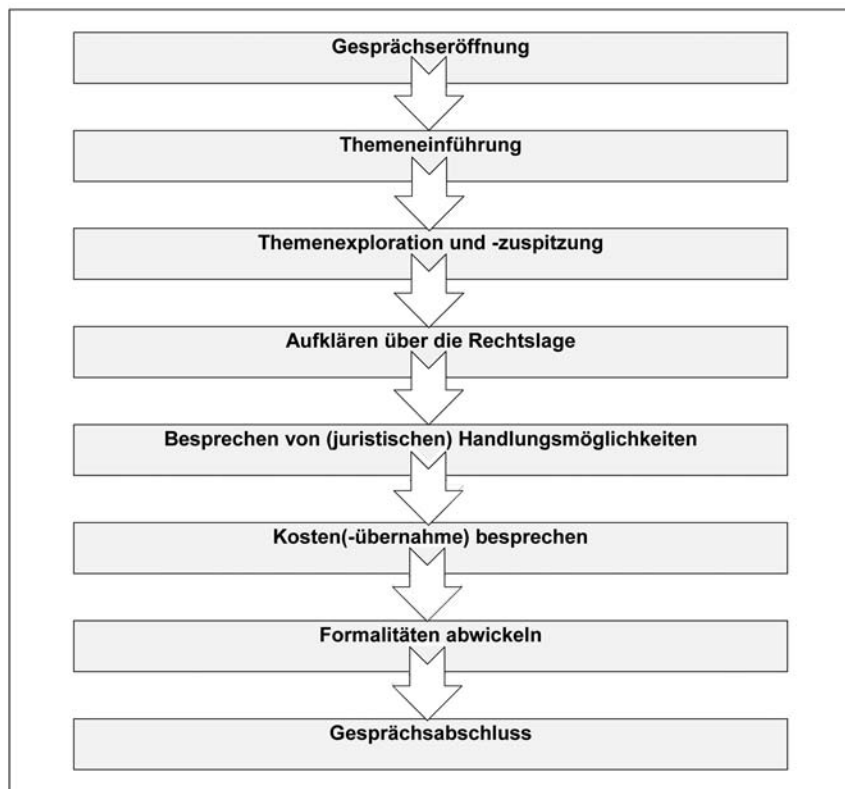 Gesprächseröffnung
Themeneinführung
Themenexploration und -zuspitzung
Aufklären über die Rechtslage
Besprechen von (juristischen) Handlungsmöglichkeiten
Kosten(-übernahme) besprechen
Formalitäten abwickeln
Gesprächsabschluss